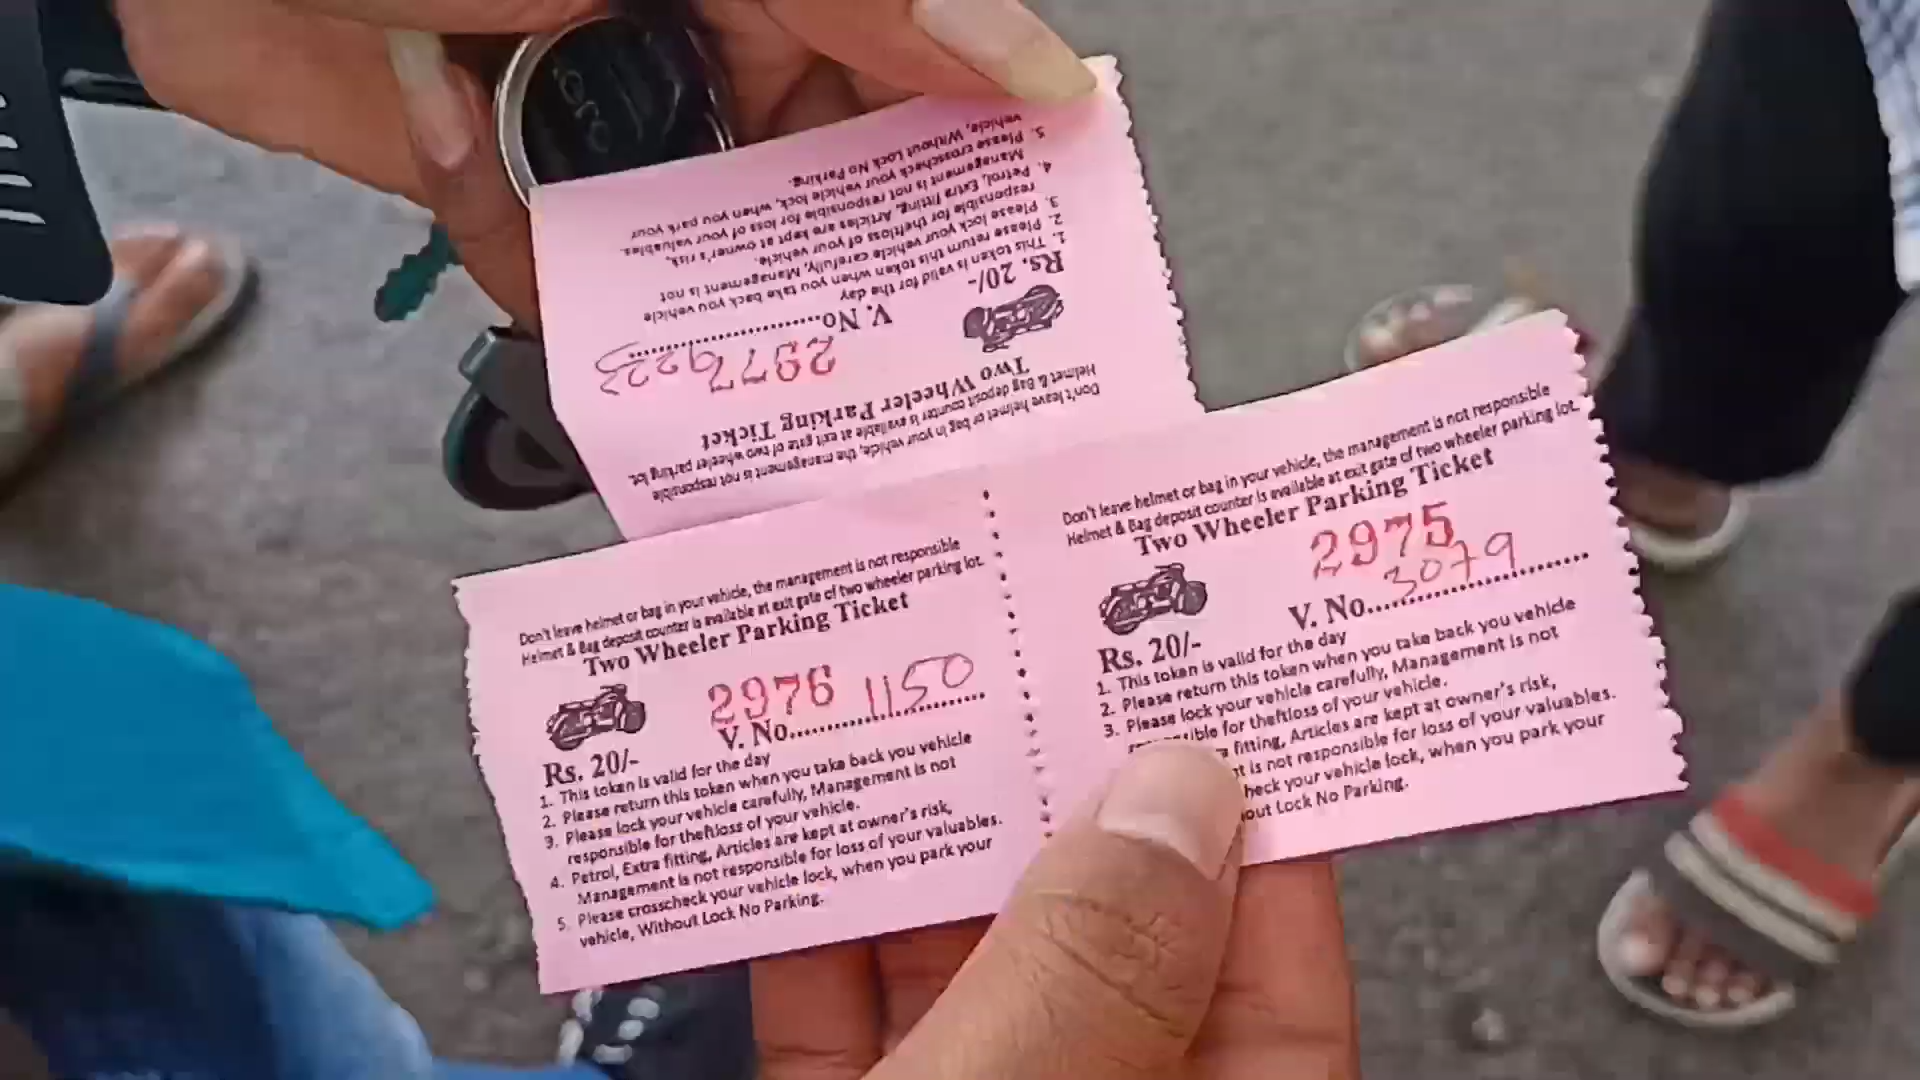 Don't leave helmet or bag in your vehicle, the management is not responsible
Helmet & Bag deposit counter is available at exit gate of two wheeler parking lot.
Two Wheeler Parking Ticket
2977
9223
V. No
Rs. 20/-
1. This token is valid for the day
2. Please return this token when you take back you vehicle
3. Please lock your vehicle carefully, Management is not
responsible for theftloss of your vehicle.
4. Petrol, Extra fitting, Articles are kept at owner's risk,
Management is not responsible for loss of your valuables.
5. Please crosscheck your vehicle lock, when you park your
vehicle, Without Lock No Parking.
Don't leave helmet or bag in your vehicle, the management is not responsible
Helmet & Bag deposit counter is available at exit gate of two wheeler parking lot.
Two Wheeler Parking Ticket
2976 1150
V. No
Rs. 20/-
1. This token is valid for the day
2. Please return this token when you take back you vehicle
3. Please lock your vehicle carefully, Management is not
responsible for theftloss of your vehicle.
4. Petrol, Extra fitting, Articles are kept at owner's risk,
Management is not responsible for loss of your valuables.
5. Please crosscheck your vehicle lock, when you park your
vehicle, Without Lock No Parking.
Don't leave helmet or bag in your vehicle, the management is not responsible
Helmet & Bag deposit counter is available at exit gate of two wheeler parking lot.
Two Wheeler Parking Ticket
2975
3079
V. No
Rs. 20/-
1. This token is valid for the day
2. Please return this token when you take back you vehicle
3. Please lock your vehicle carefully, Management is not
for theftloss of your vehicle.
fitting, Articles are kept at owner's risk,
is not responsible for loss of your valuables.
your vehicle lock, when you park your
Lock No Parking.